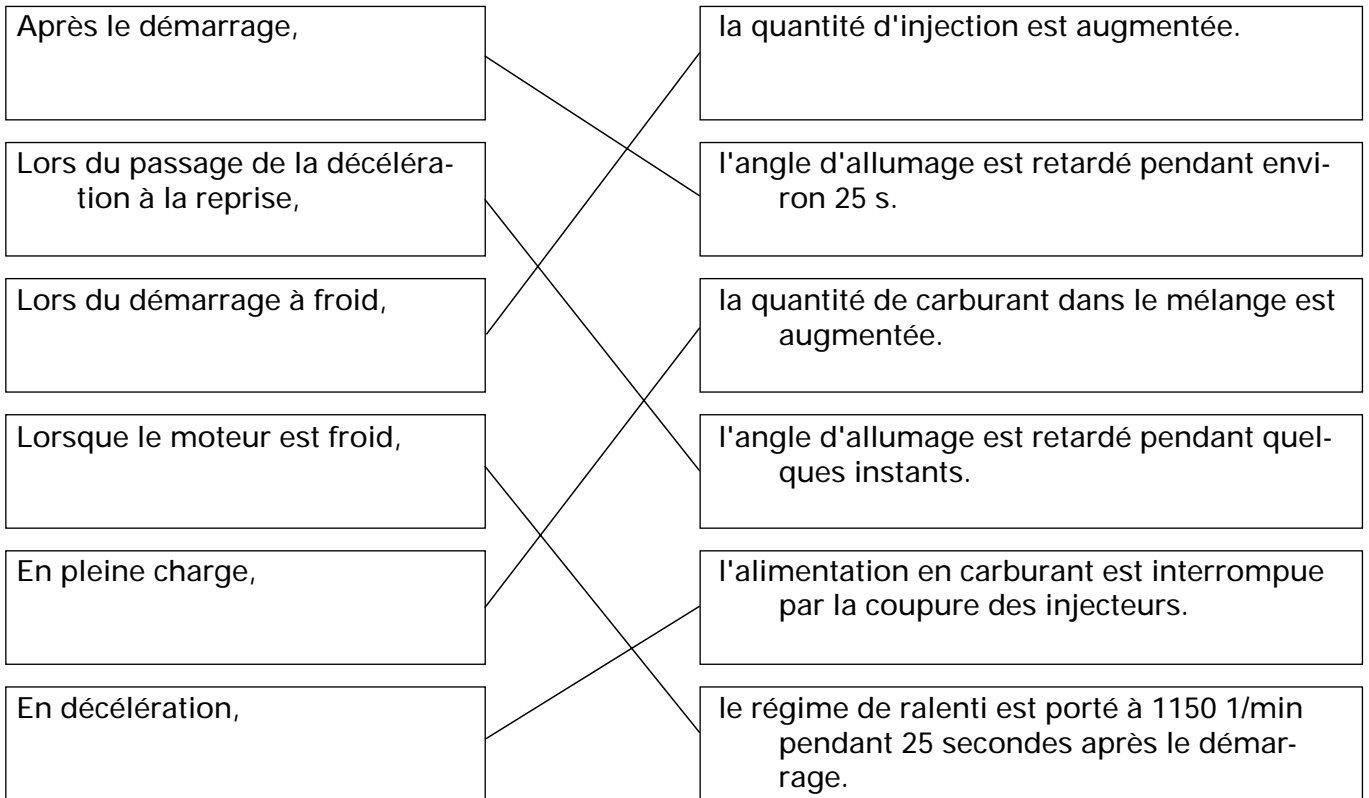 Après le démarrage,
la quantité d'injection est augmentée.
Lors du passage de la décéléra-
tion à la reprise,
l'angle d'allumage est retardé pendant envi-
ron 25 s.
Lors du démarrage à froid,
la quantité de carburant dans le mélange est
augmentée.
Lorsque le moteur est froid,
l'angle d'allumage est retardé pendant quel-
ques instants.
En pleine charge,
l'alimentation en carburant est interrompue
par la coupure des injecteurs.
En décélération,
le régime de ralenti est porté à 1150 1/min
pendant 25 secondes après le démar-
rage.